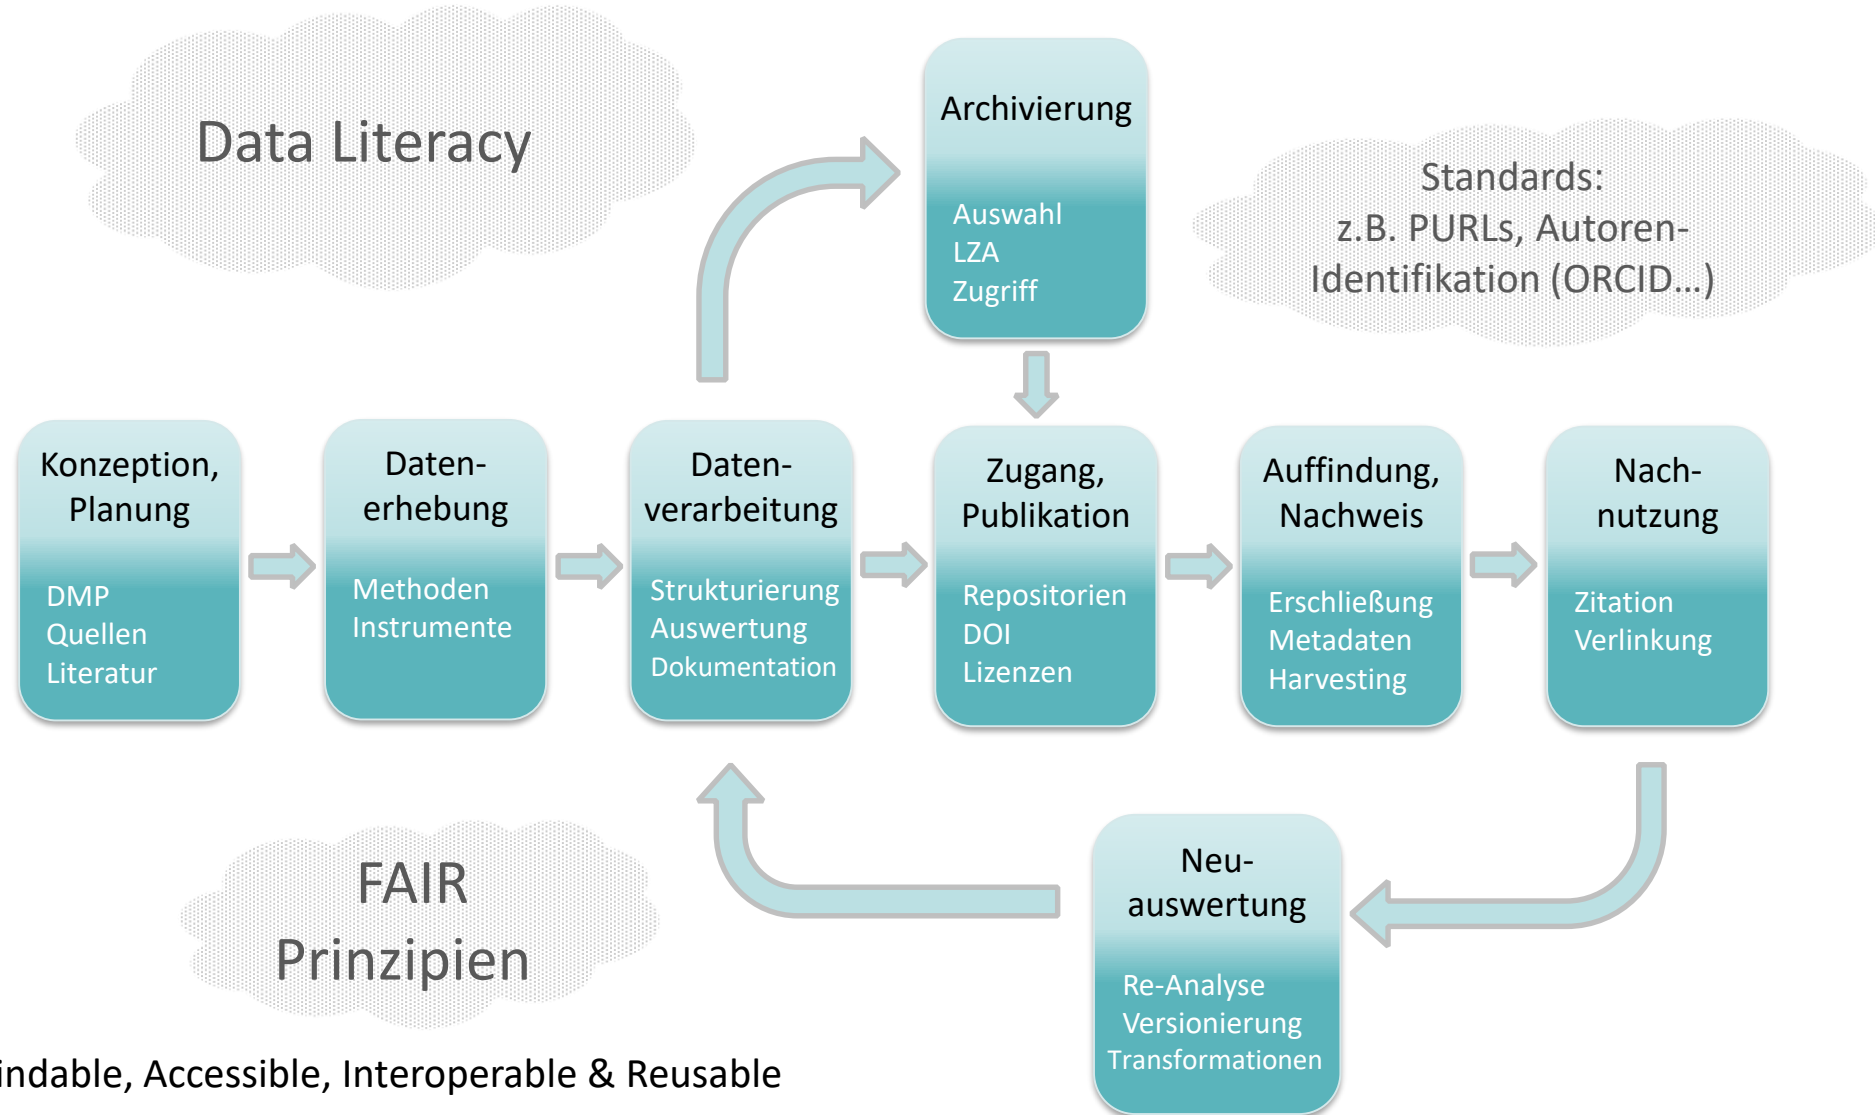 Data Literacy
Archivierung
Auswahl
LZA
Zugriff
Standards:
z.B. PURLs, Autoren-
Identifikation (ORCID...)
Konzeption,
Planung
DMP
Quellen
Literatur
Daten-
erhebung
Methoden
Instrumente
Daten-
verarbeitung
Strukturierung
Auswertung
Dokumentation
Zugang,
Publikation
Repositorien
DOI
Lizenzen
Auffindung,
Nachweis
Erschließung
Metadaten
Harvesting
Nach-
nutzung
Zitation
Verlinkung
FAIR
Prinzipien
Neu-
auswertung
Re-Analyse
Versionierung
Transformationen
indable, Accessible, Interoperable & Reusable